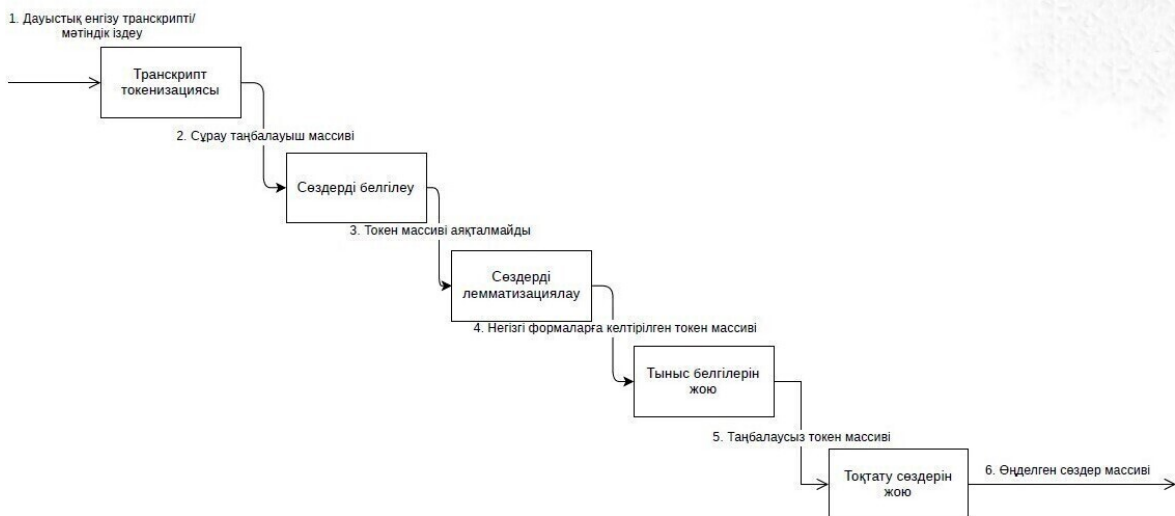 1. Дауыстық енгізу транскрипті/
мәтіндік іздеу
Транскрипт
токенизациясы
2. Сұрау таңбалауыш массиві
Сөздерді белгілеу
3. Токен массиві аяқталмайды
Сөздерді
лемматизациялау
4. Негізгі формаларға келтірілген токен массиві
Тыныс белгілерін
жою
5. Таңбалаусыз токен массиві
Тоқтату сөздерін
жою
6. Өңделген сөздер массиві